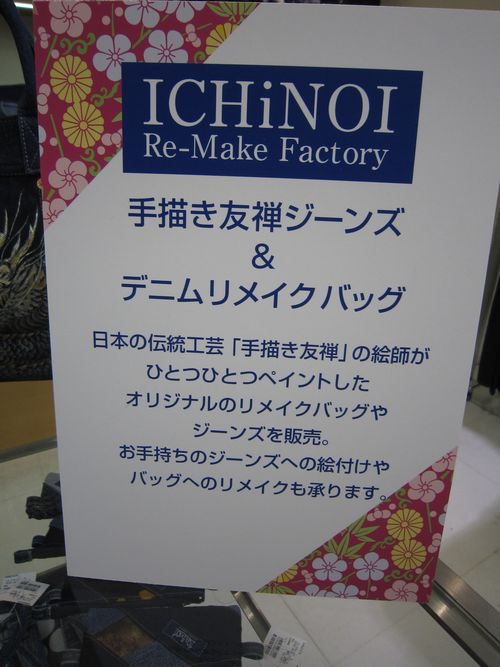 ICHiNOI
Re-Make Factory
手描き友禅ジーンズ
&
デニムリメイクバッグ
日本の伝統工芸「手描き友禅」の絵師が
ひとつひとつペイントした
オリジナルのリメイクバッグや
ジーンズを販売。
お手持ちのジーンズへの絵付けや
バッグへのリメイクも承ります。